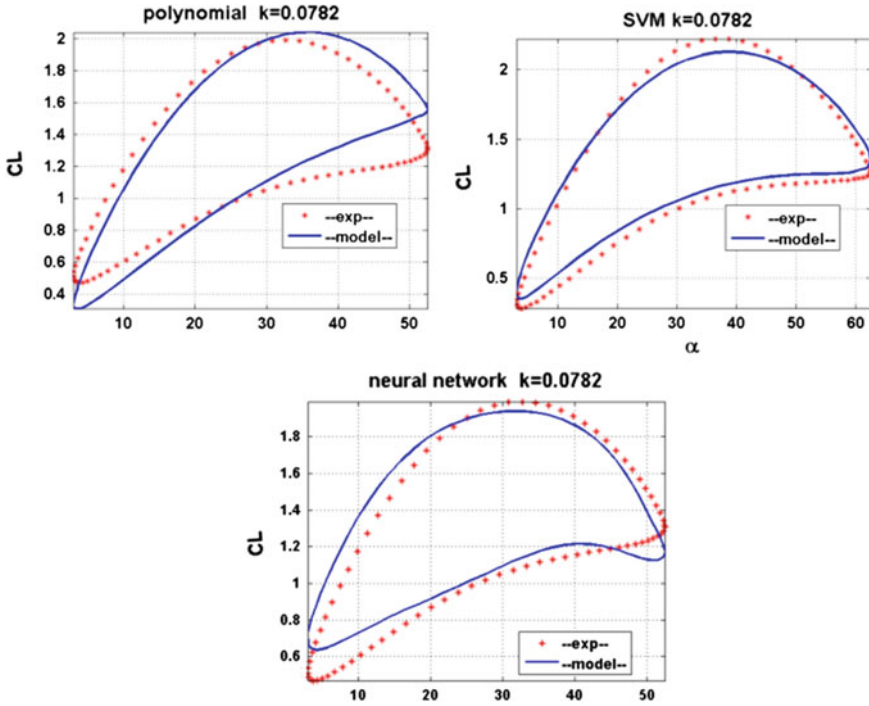 polynomial k=0.0782
CL
2
1.8
1.6
1.4
1.2
1
0.8
0.6
0.4
10 20 30 40 50
--exp--
--model--
SVM k=0.0782
CL
2
1.5
1
0.5
10 20 30 40 50 60
α
--exp--
--model--
neural network k=0.0782
CL
1.8
1.6
1.4
1.2
1
0.8
0.6
10 20 30 40 50
--exp--
--model--